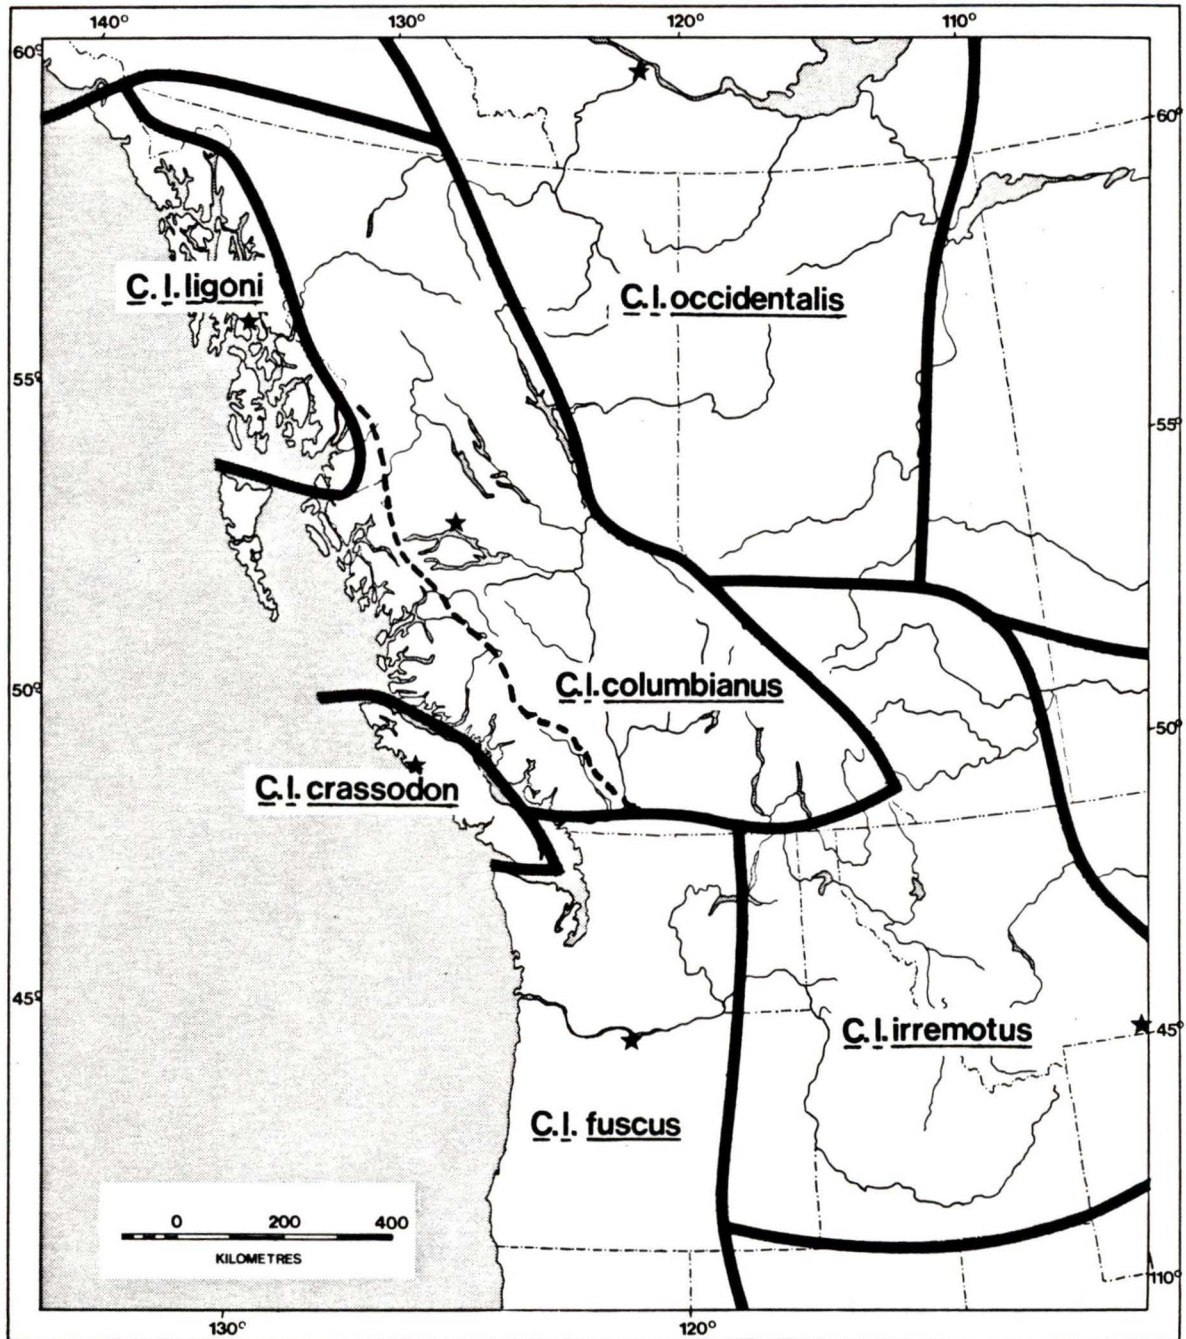 140° 130° 120° 110°
60°
60°
C. l. ligoni
C. l. occidentalis
55°
55°
C. l. columbianus
50°
50°
C. l. crassodon
45°
C. l. irremotus
45°
C. l. fuscus
0 200 400
KILOMETRES
110°
130° 120°